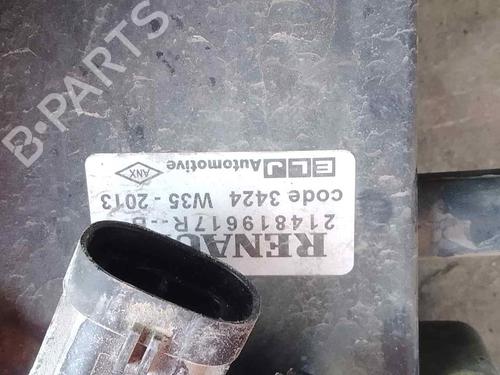 RENAU
214819617R--B
code 3424 W35-2013
ELJ Automotive
ANX
B-PARTS